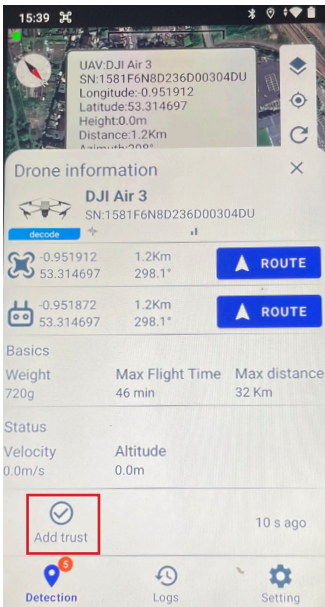 15:39
UAV:DJI Air 3
SN:1581F6N8D236D00304DU
Longitude:-0.951912
Latitude:53.314697
Height:0.0m
Distance:1.2Km
Azimuth:298°
Drone information
DJI Air 3
SN:1581F6N8D236D00304DU
decode
-0.951912 1.2Km ROUTE
53.314697 298.1°
-0.951872 1.2Km ROUTE
53.314697 298.1°
Basics
Weight Max Flight Time Max distance
720g 46 min 32 Km
Status
Velocity Altitude
0.0m/s 0.0m
Add trust 10 s ago
5
Detection Logs Setting